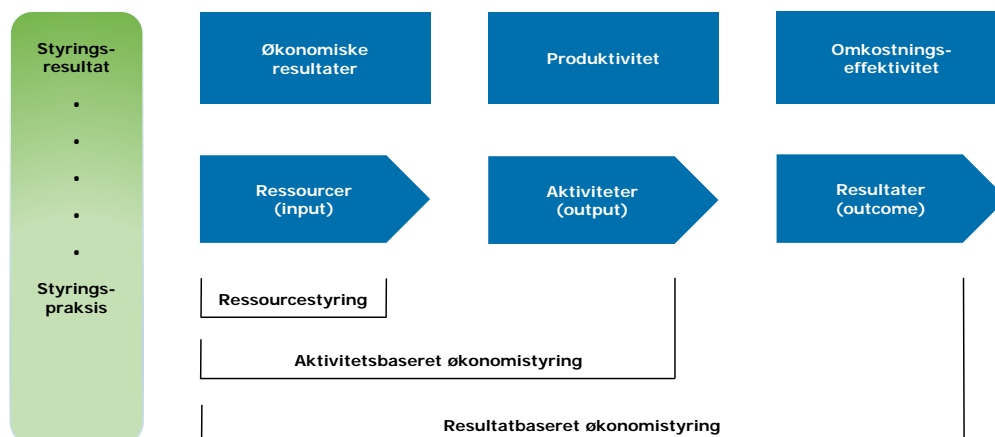 Styrings-
resultat
•
•
•
•
•
Styrings-
praksis
Økonomiske
resultater
Produktivitet
Omkostnings-
effektivitet
Ressourcer
(input)
Aktiviteter
(output)
Resultater
(outcome)
Ressourcestyring
Aktivitetsbaseret økonomistyring
Resultatbaseret økonomistyring